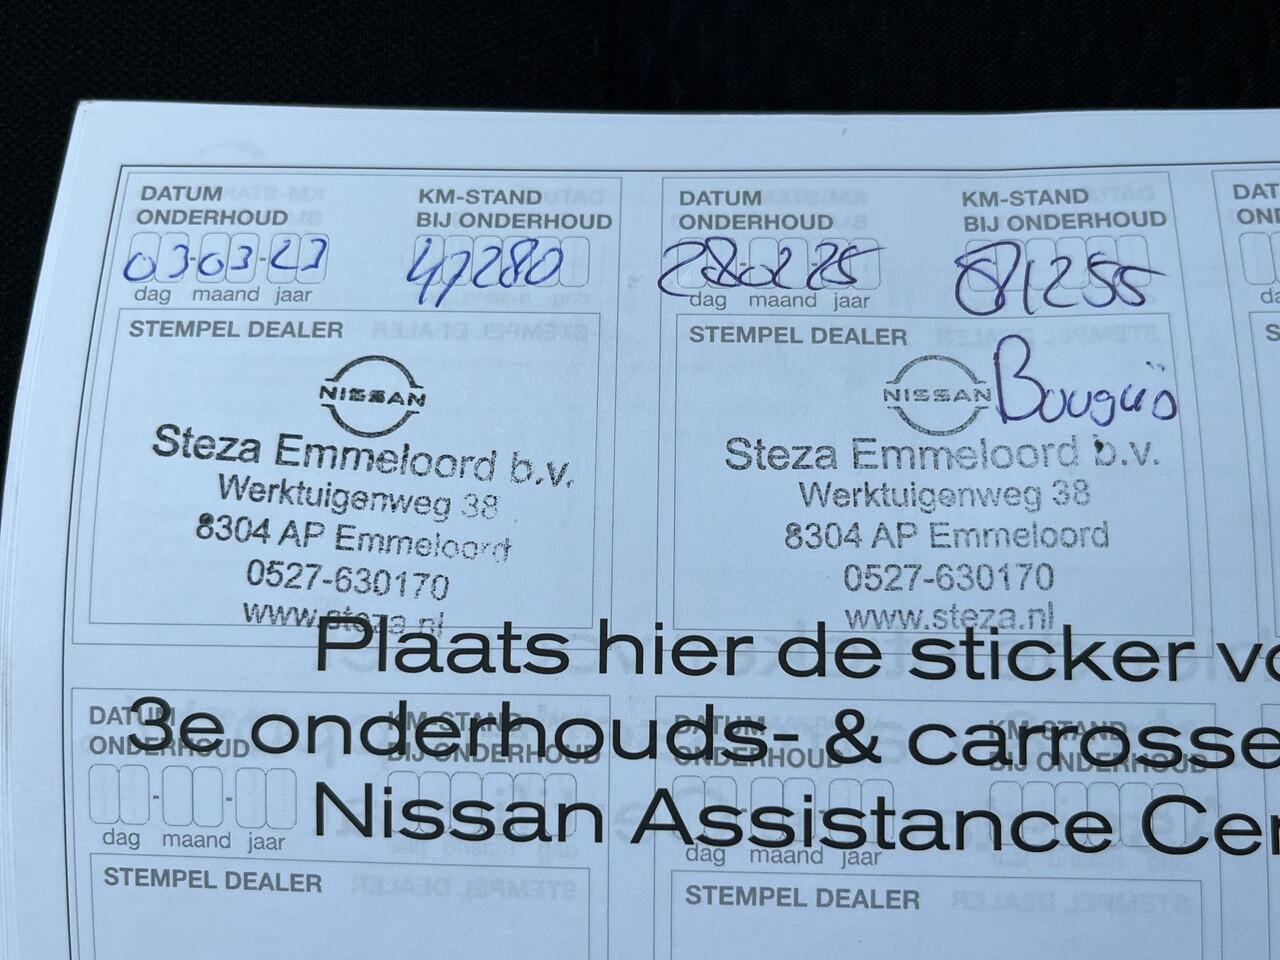 DATUM ONDERHOUD
KM-STAND BIJ ONDERHOUD
03-03-23
47280
dag maand jaar
STEMPEL DEALER
NISSAN
Steza Emmeloord b.v.
Werktuigenweg 38
8304 AP Emmeloord
0527-630170
www.steza.nl
DATUM ONDERHOUD
KM-STAND BIJ ONDERHOUD
28-02-25
81255
dag maand jaar
STEMPEL DEALER
NISSAN
Steza Emmeloord b.v.
Werktuigenweg 38
8304 AP Emmeloord
0527-630170
www.steza.nl
Plaats hier de sticker
3e onderhouds- & carrosse
Nissan Assistance Cer
DATUM ONDERHOUD
KM-STAND BIJ ONDERHOUD
dag maand jaar
STEMPEL DEALER
DATUM ONDERHOUD
KM-STAND BIJ ONDERHOUD
dag maand jaar
STEMPEL DEALER